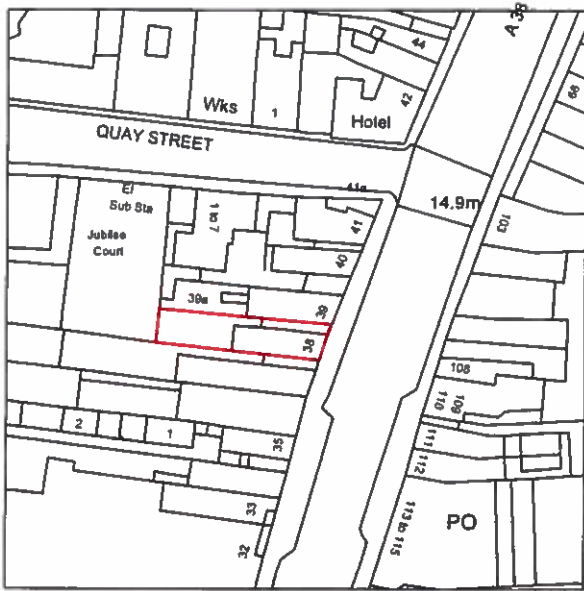 A 38
44
68
42
Wks
1
Hotel
QUAY STREET
41a
14.9m
El
Sub Sta
1 to 7
41
103
Jubilee
Court
40
39a
39
38
108
110
109
2
1
35
111
112
33
113 to 115
PO
32